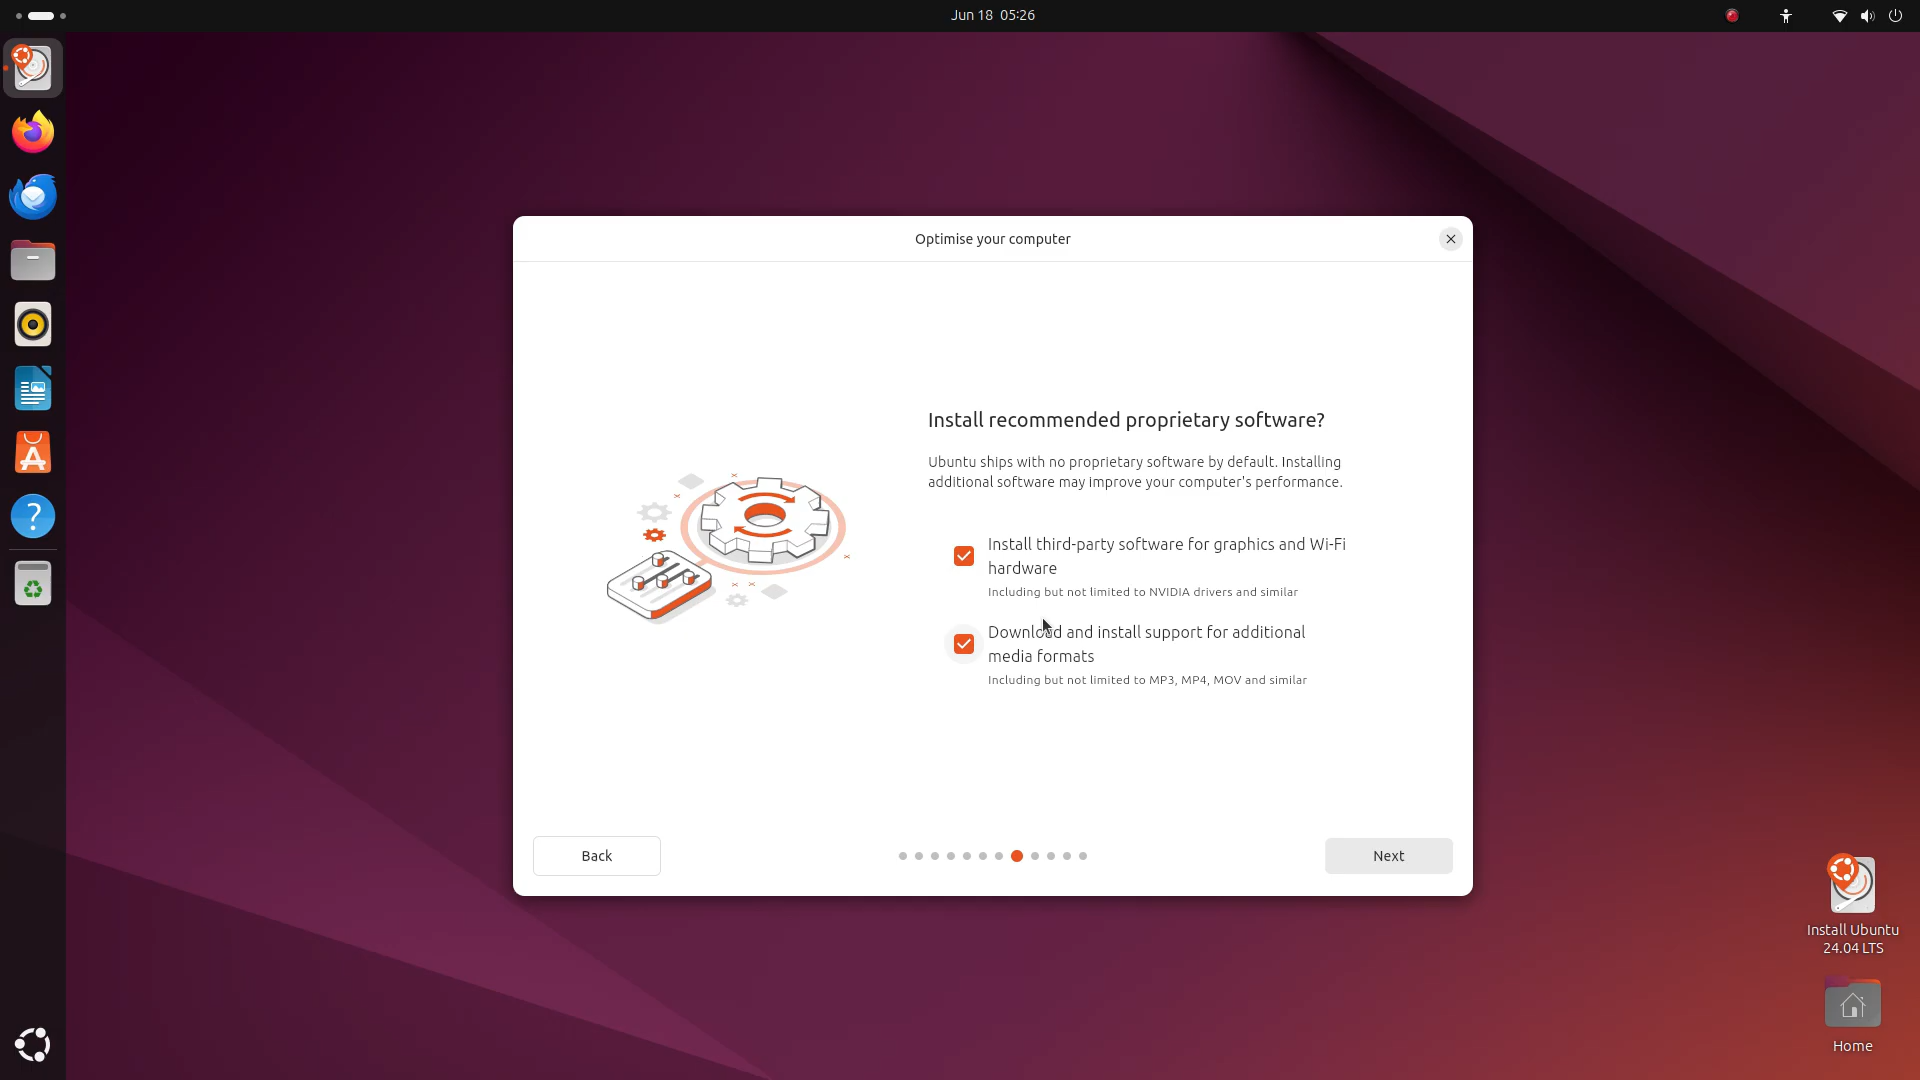 Jun 18 05:26
Optimise your computer
Install recommended proprietary software?
Ubuntu ships with no proprietary software by default. Installing
additional software may improve your computer's performance.
Install third-party software for graphics and Wi-Fi
hardware
Including but not limited to NVIDIA drivers and similar
Download and install support for additional
media formats
Including but not limited to MP3, MP4, MOV and similar
Back
Next
Install Ubuntu
24.04 LTS
Home